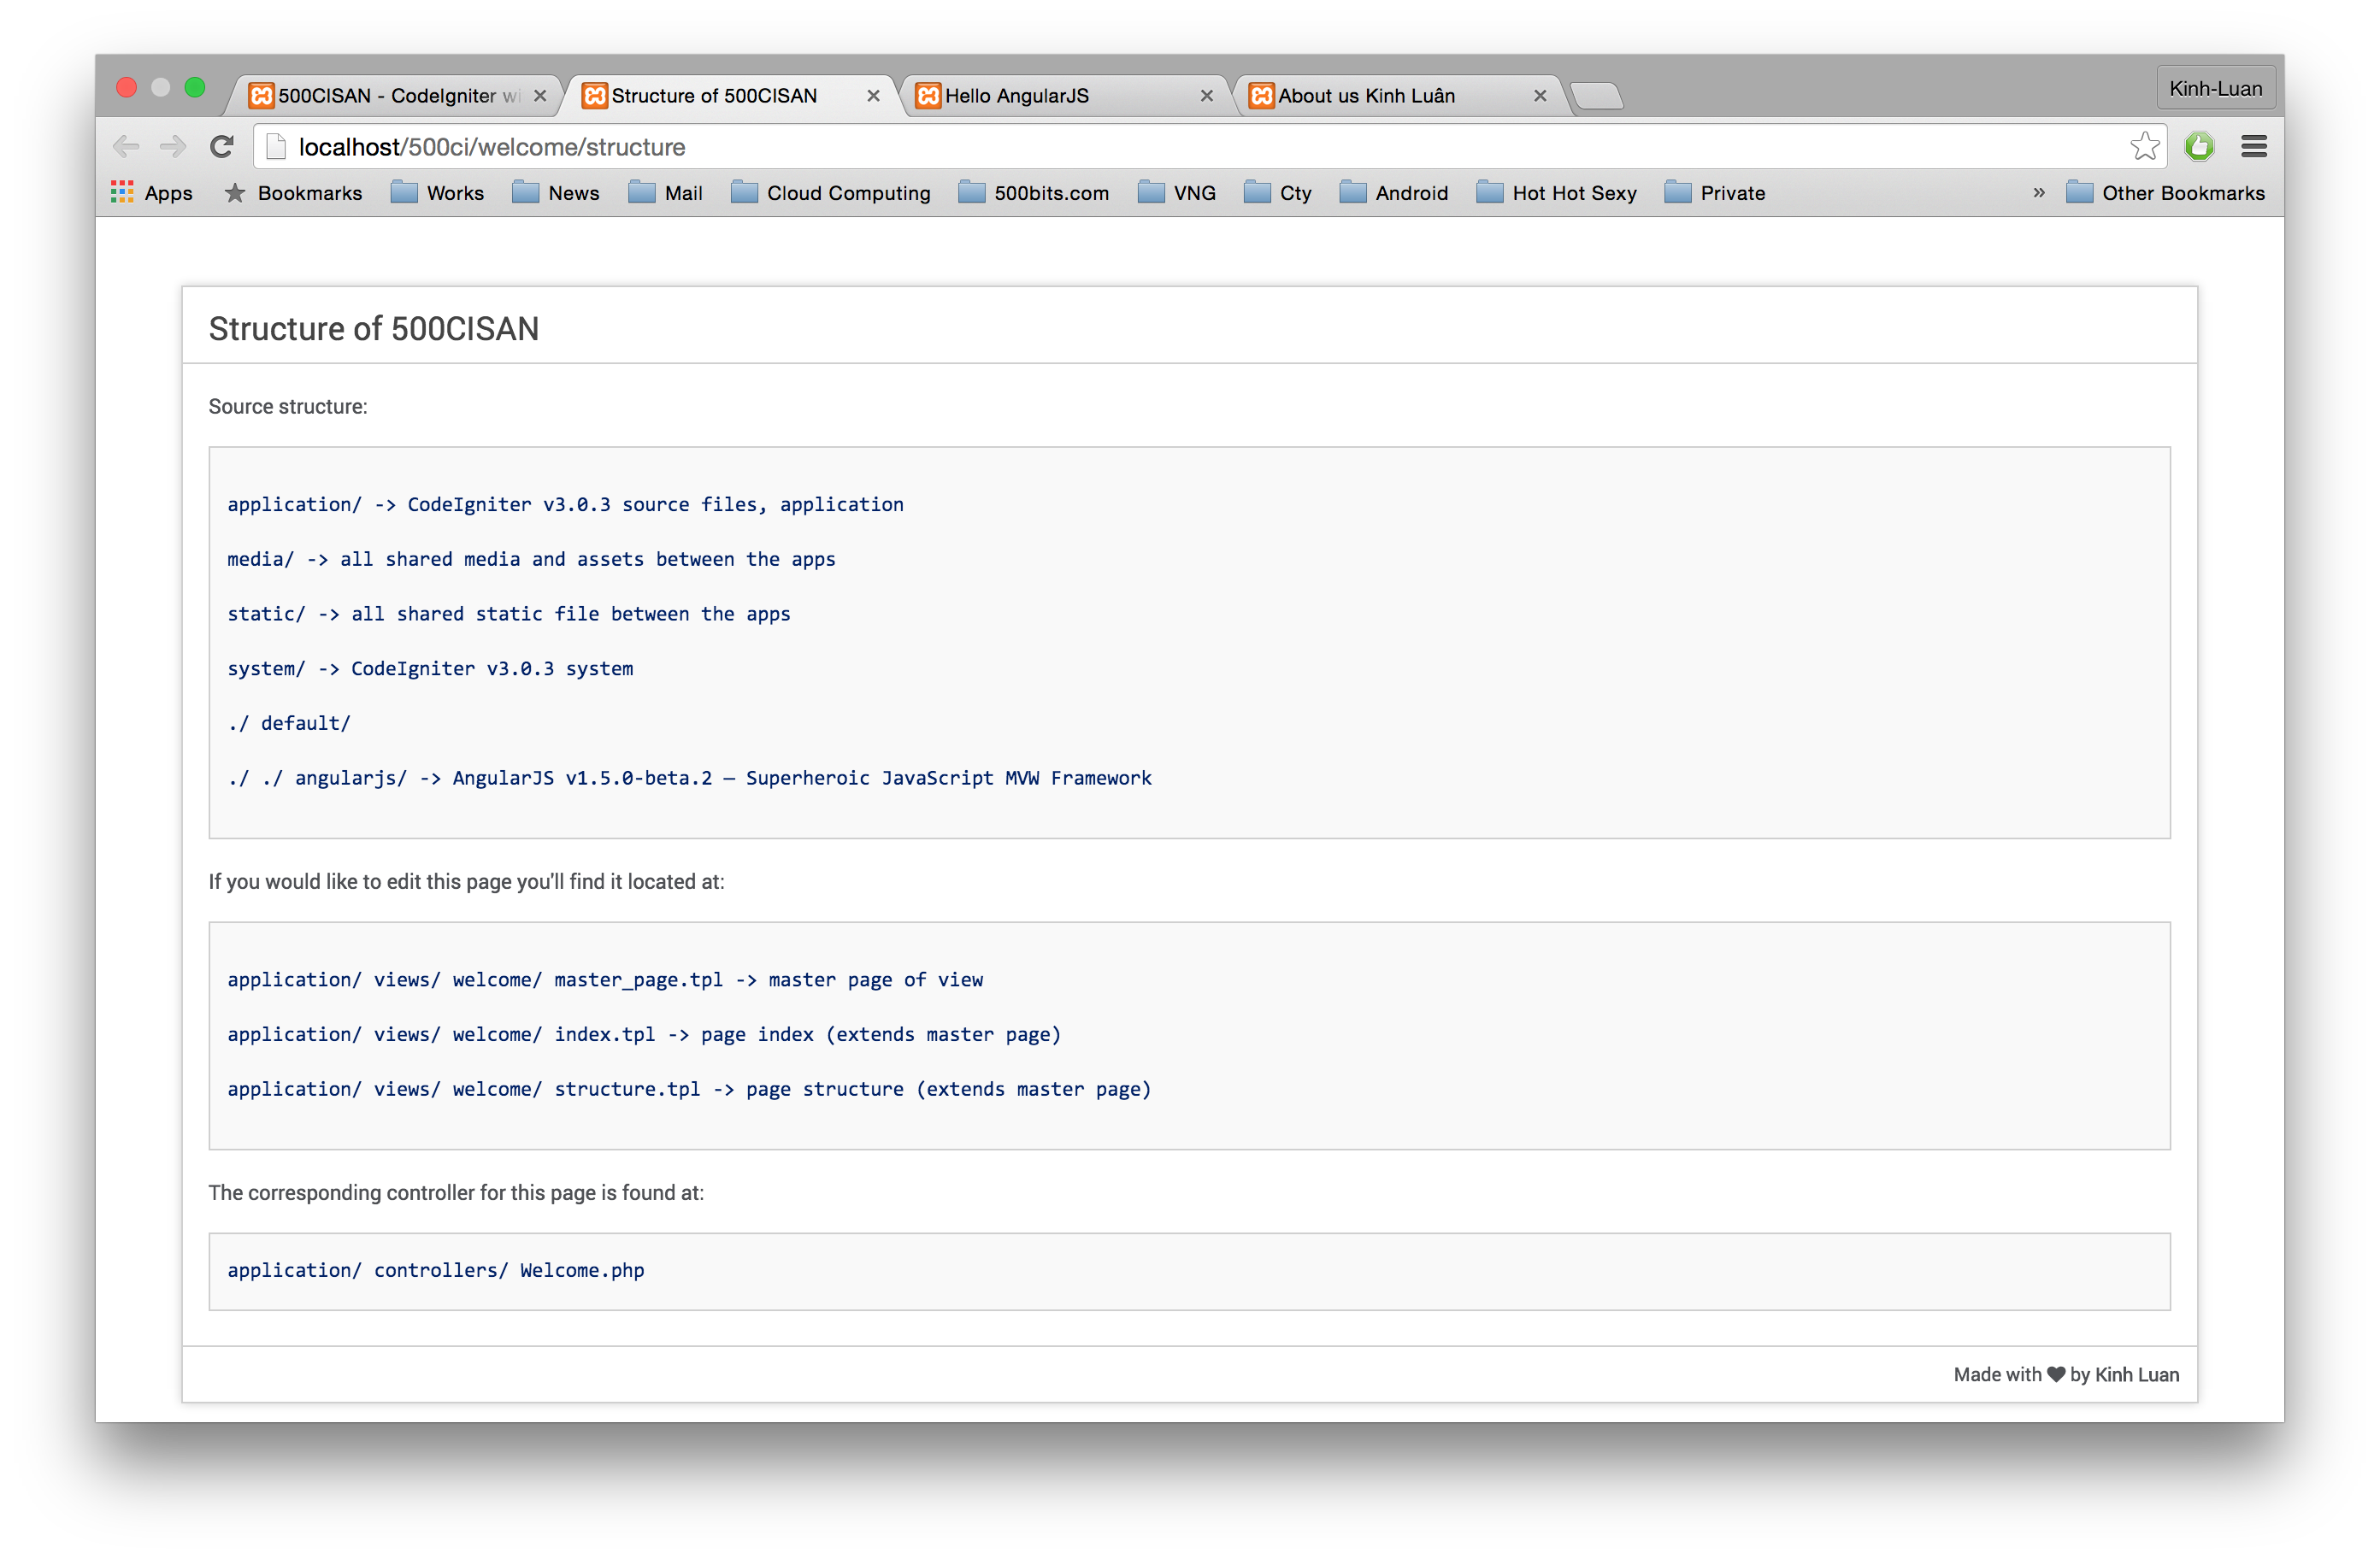 500CISAN - CodeIgniter wi
Structure of 500CISAN
Hello AngularJS
About us Kinh Luân
Kinh-Luan
localhost/500ci/welcome/structure
Apps Bookmarks Works News Mail Cloud Computing 500bits.com VNG Cty Android Hot Hot Sexy Private » Other Bookmarks
Structure of 500CISAN
Source structure:
application/ -> CodeIgniter v3.0.3 source files, application
media/ -> all shared media and assets between the apps
static/ -> all shared static file between the apps
system/ -> CodeIgniter v3.0.3 system
./ default/
./ ./ angularjs/ -> AngularJS v1.5.0-beta.2 — Superheroic JavaScript MVW Framework
If you would like to edit this page you'll find it located at:
application/ views/ welcome/ master_page.tpl -> master page of view
application/ views/ welcome/ index.tpl -> page index (extends master page)
application/ views/ welcome/ structure.tpl -> page structure (extends master page)
The corresponding controller for this page is found at:
application/ controllers/ Welcome.php
Made with ♥ by Kinh Luan